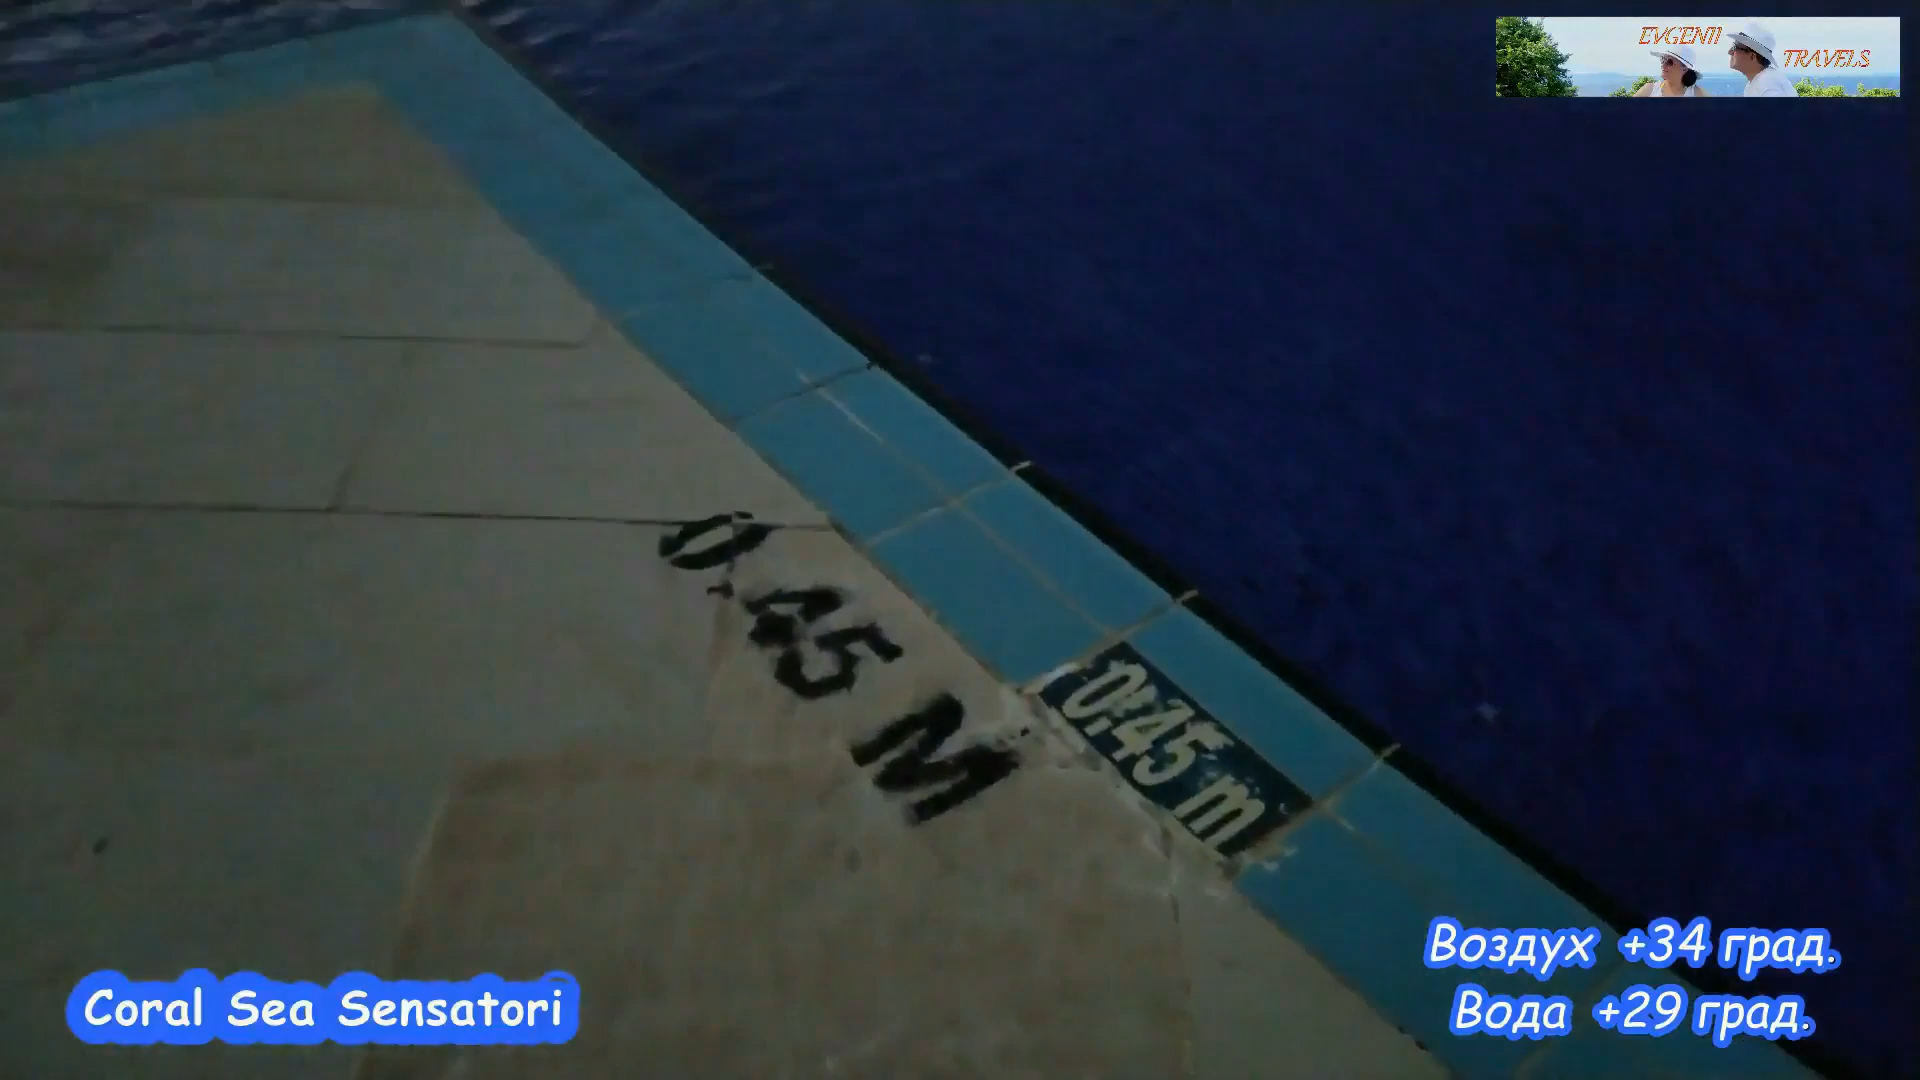 EVGENII
TRAVELS
0.45 M
0.45 m
Воздух +34 град.
Вода +29 град.
Coral Sea Sensatori